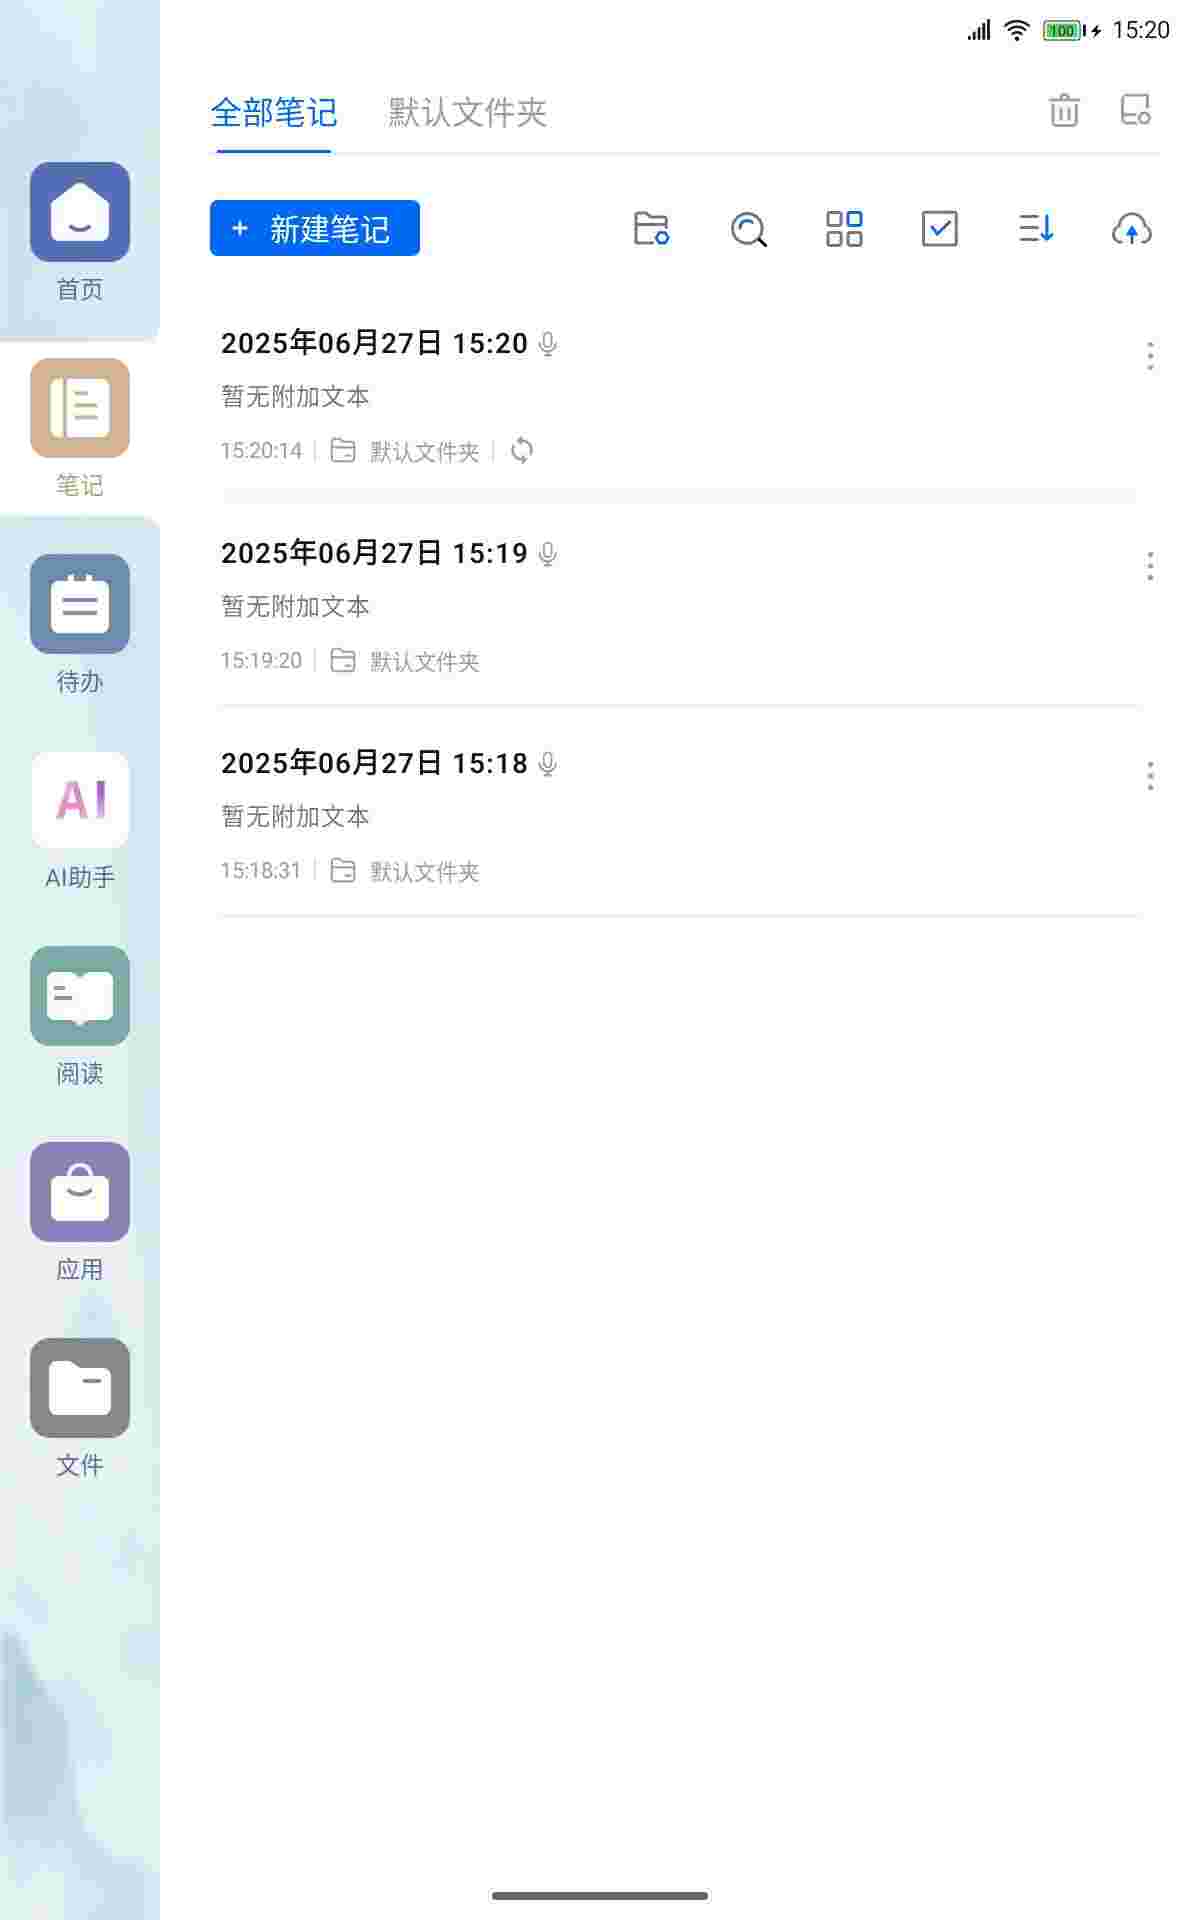 100 15:20
全部笔记 默认文件夹
+ 新建笔记
首页
2025年06月27日 15:20
暂无附加文本
15:20:14 默认文件夹
笔记
2025年06月27日 15:19
暂无附加文本
15:19:20 默认文件夹
待办
2025年06月27日 15:18
暂无附加文本
15:18:31 默认文件夹
AI
AI助手
阅读
应用
文件